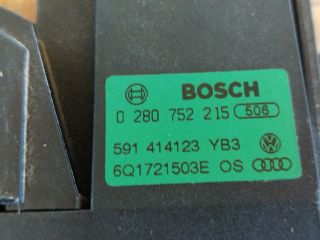 BOSCH
0 280 752 215 506
591 414123 YB3
6Q1721503E OS